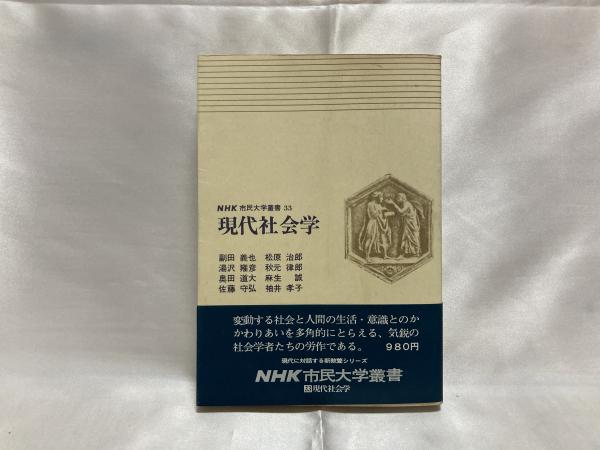 NHK 市民大学叢書 33
現代社会学
副田 義也 松原 治郎
湯沢 雍彦 秋元 律郎
奥田 道大 麻生 誠
佐藤 守弘 袖井 孝子
変動する社会と人間の生活・意識とのか
かわりあいを多角的にとらえる、気鋭の
社会学者たちの労作である。 980円
現代に対話する新教養シリーズ
NHK市民大学叢書
33 現代社会学